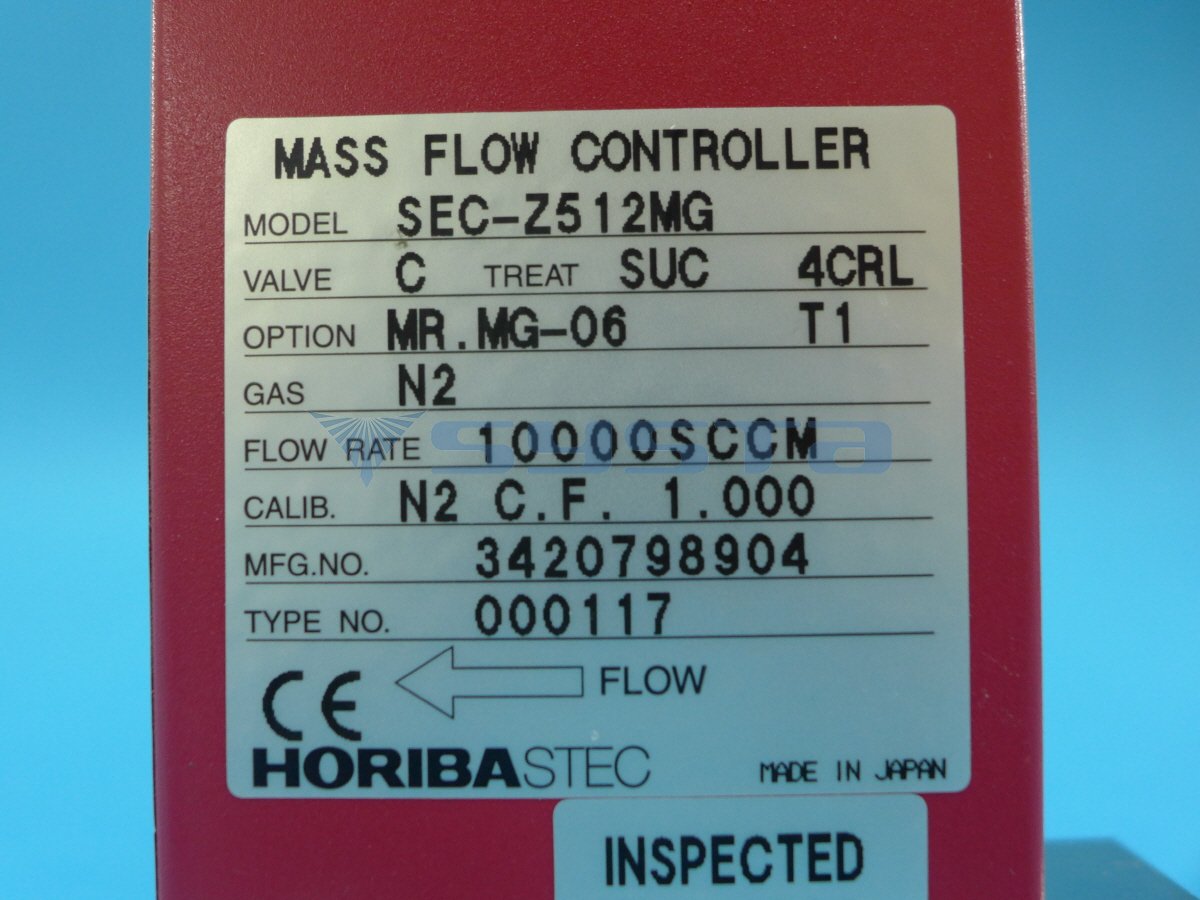 MASS FLOW CONTROLLER
MODEL SEC-Z512MG
VALVE C TREAT SUC 4CRL
OPTION MR.MG-06 T1
GAS N2
FLOW RATE 10000SCCM
SYSTA
CALIB. N2 C.F. 1.000
MFG.NO. 3420798904
TYPE NO. 000117
CE FLOW
HORIBASTEC MADE IN JAPAN
INSPECTED